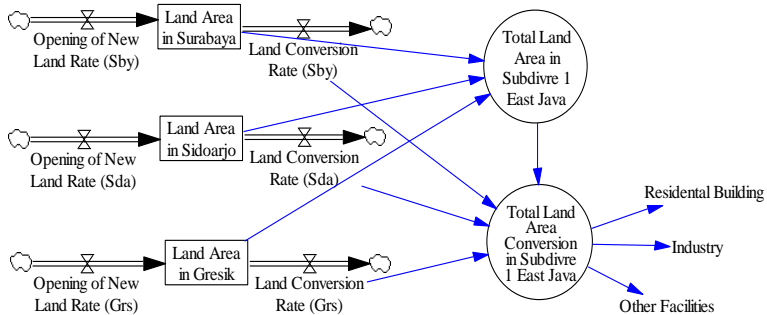 Opening of New
Land Rate (Sby)
Land Area
in Surabaya
Land Conversion
Rate (Sby)
Total Land
Area in
Subdivre 1
East Java
Opening of New
Land Rate (Sda)
Land Area
in Sidoarjo
Land Conversion
Rate (Sda)
Opening of New
Land Rate (Grs)
Land Area
in Gresik
Land Conversion
Rate (Grs)
Total Land
Area
Conversion
in Subdivre
1 East Java
Residental Building
Industry
Other Facilities